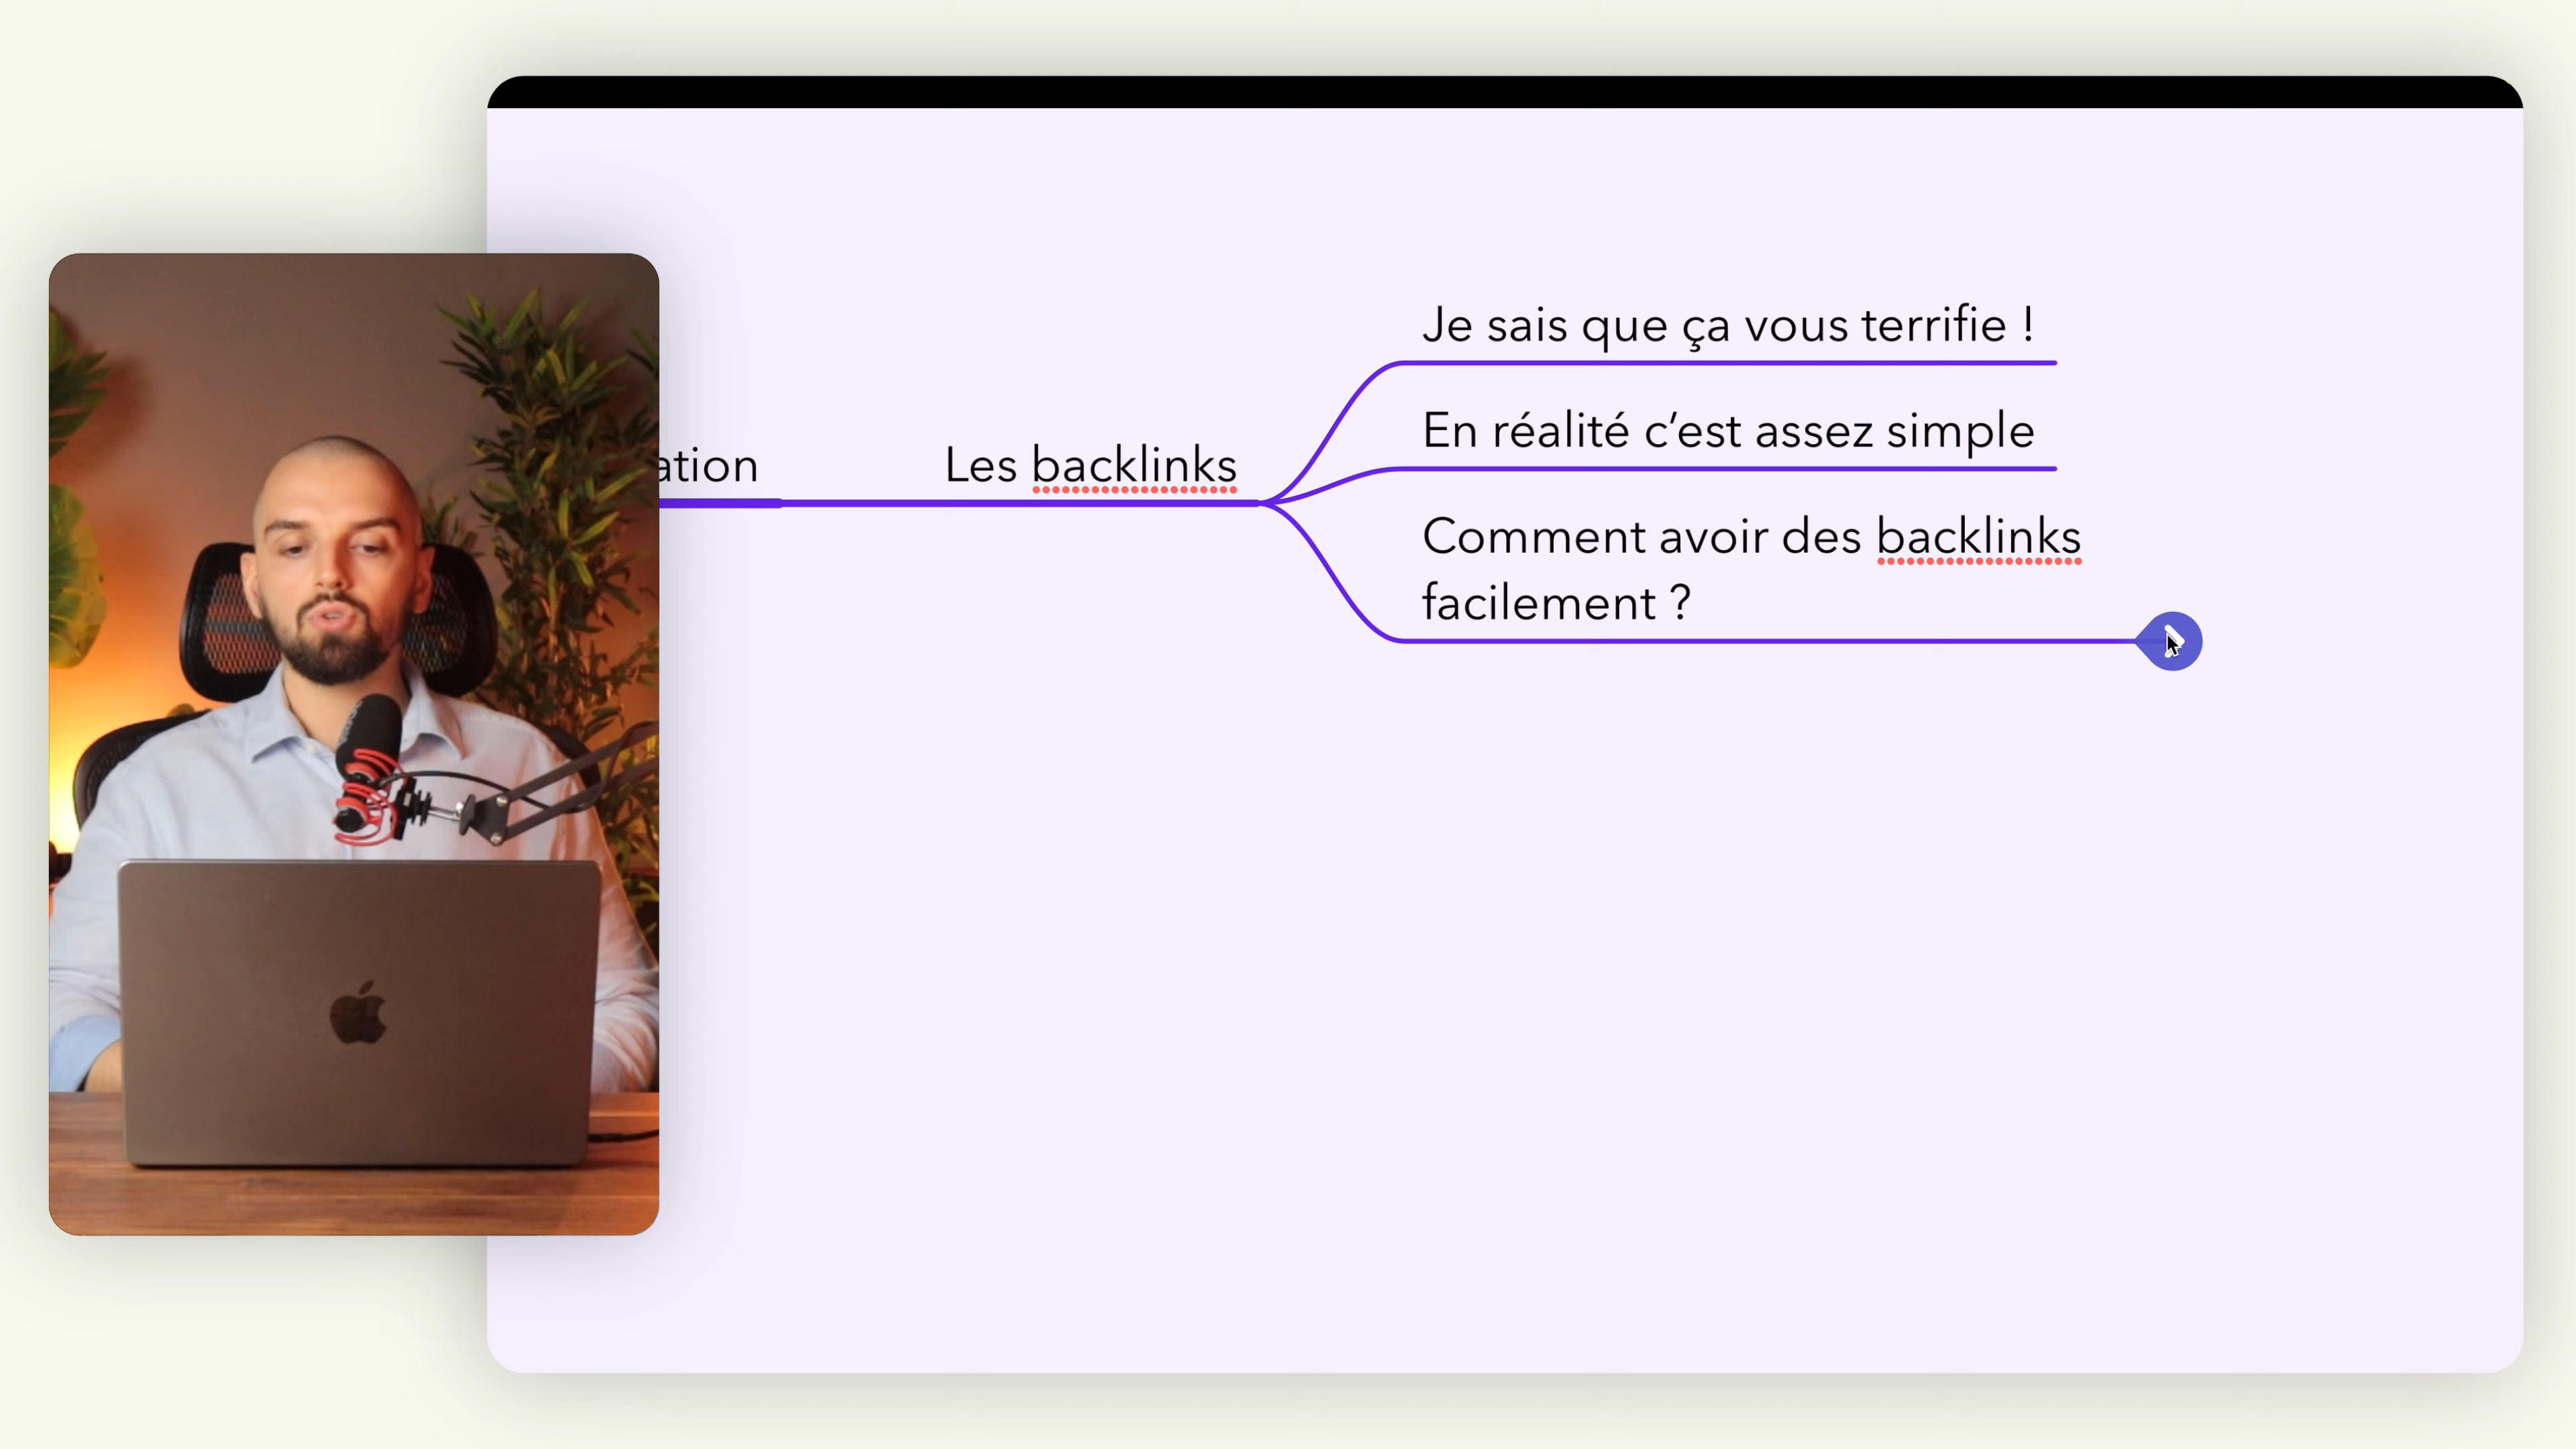 ation
Les backlinks
Je sais que ça vous terrifie !
En réalité c’est assez simple
Comment avoir des backlinks
facilement ?